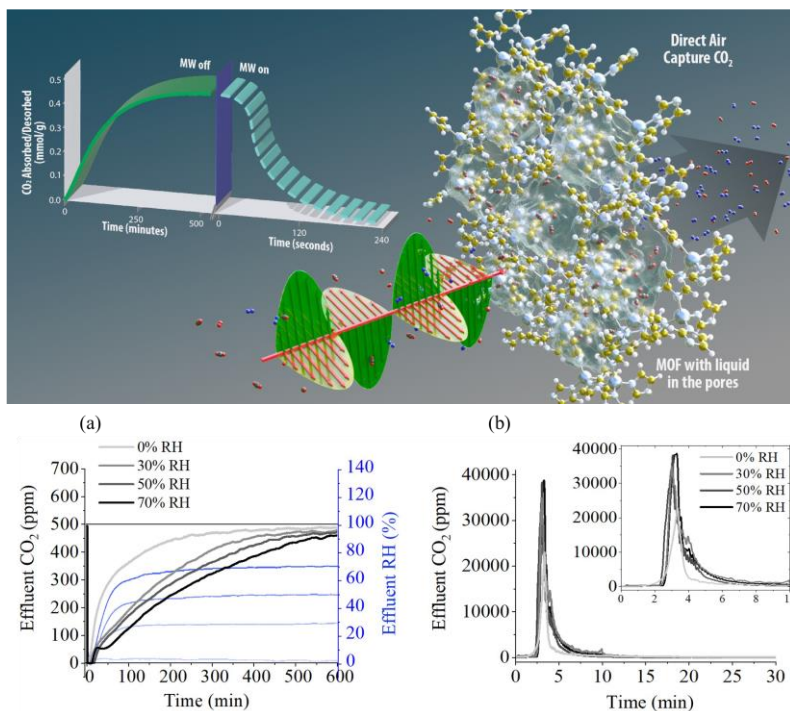 Direct Air
Capture CO₂
MW off
MW on
CO₂ Absorbed/Desorbed
mmol/g
0.5
0.4
0.3
0.2
0.1
0.0
0
250
500
0
120
240
Time (minutes)
Time (seconds)
MOF with liquid
in the pores
(a)
0% RH
30% RH
50% RH
70% RH
700
600
500
400
300
200
100
0
Effluent CO₂ (ppm)
140
120
100
80
60
40
20
0
Effluent RH (%)
0 100 200 300 400 500 600
Time (min)
(b)
40000
30000
20000
10000
0
Effluent CO₂ (ppm)
0 5 10 15 20 25 30
Time (min)
40000
30000
20000
10000
0
0 2 4 6 8 10
0% RH
30% RH
50% RH
70% RH